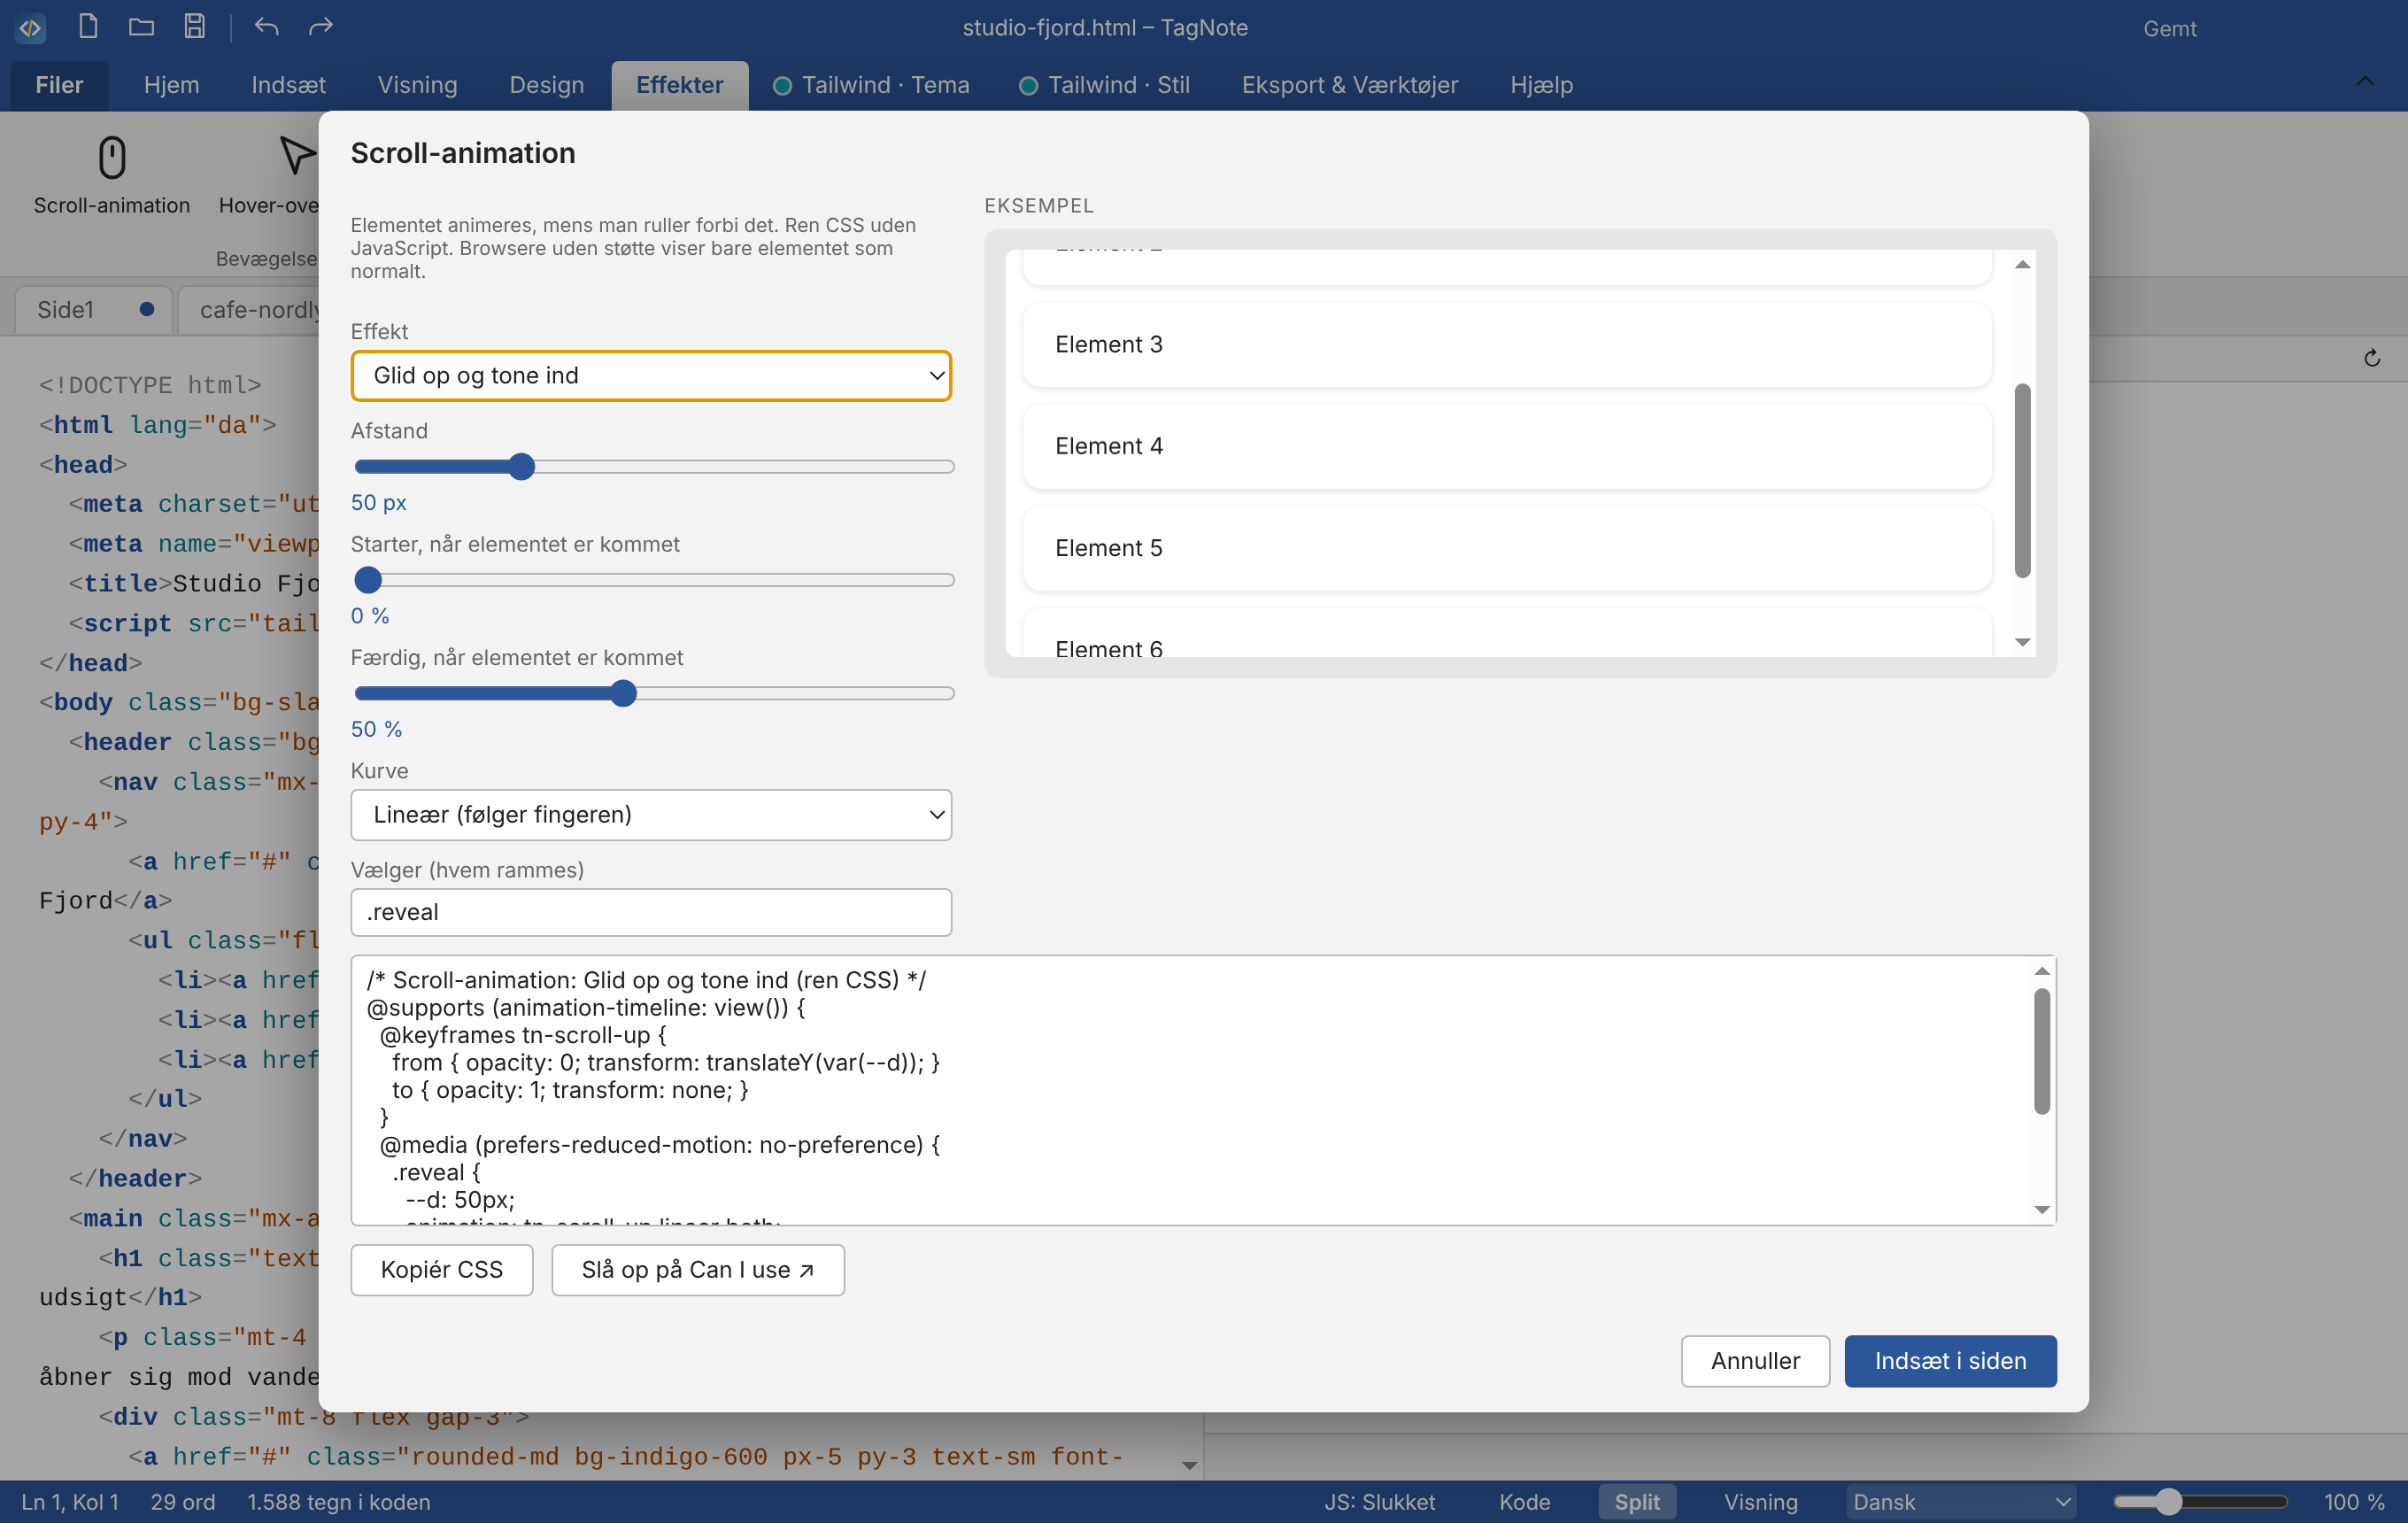 studio-fjord.html – TagNote
Gemt
Filer
Hjem
Indsæt
Visning
Design
Effekter
Tailwind · Tema
Tailwind · Stil
Eksport & Værktøjer
Hjælp
Scroll-animation
Hover-ove
Bevægelse
Side1
cafe-nordly
<!DOCTYPE html>
<html lang="da">
<head>
<meta charset="ut
<meta name="viewp
<title>Studio Fjo
<script src="tail
</head>
<body class="bg-sla
<header class="bg
<nav class="mx-
py-4">
<a href="#" c
Fjord</a>
<ul class="fl
<li><a href
<li><a href
<li><a href
</ul>
</nav>
</header>
<main class="mx-a
<h1 class="text
udsigt</h1>
<p class="mt-4
åbner sig mod vande
<div class="mt-8 flex gap-3">
<a href="#" class="rounded-md bg-indigo-600 px-5 py-3 text-sm font-
Scroll-animation
Elementet animeres, mens man ruller forbi det. Ren CSS uden
JavaScript. Browsere uden støtte viser bare elementet som
normalt.
Effekt
Glid op og tone ind
Afstand
50 px
Starter, når elementet er kommet
0 %
Færdig, når elementet er kommet
50 %
Kurve
Lineær (følger fingeren)
Vælger (hvem rammes)
.reveal
EKSEMPEL
Element 2
Element 3
Element 4
Element 5
Element 6
/* Scroll-animation: Glid op og tone ind (ren CSS) */
@supports (animation-timeline: view()) {
@keyframes tn-scroll-up {
from { opacity: 0; transform: translateY(var(--d)); }
to { opacity: 1; transform: none; }
}
@media (prefers-reduced-motion: no-preference) {
.reveal {
--d: 50px;
animation: tn-scroll-up linear both;
Kopiér CSS
Slå op på Can I use ↗
Annuller
Indsæt i siden
Ln 1, Kol 1
29 ord
1.588 tegn i koden
JS: Slukket
Kode
Split
Visning
Dansk
100 %